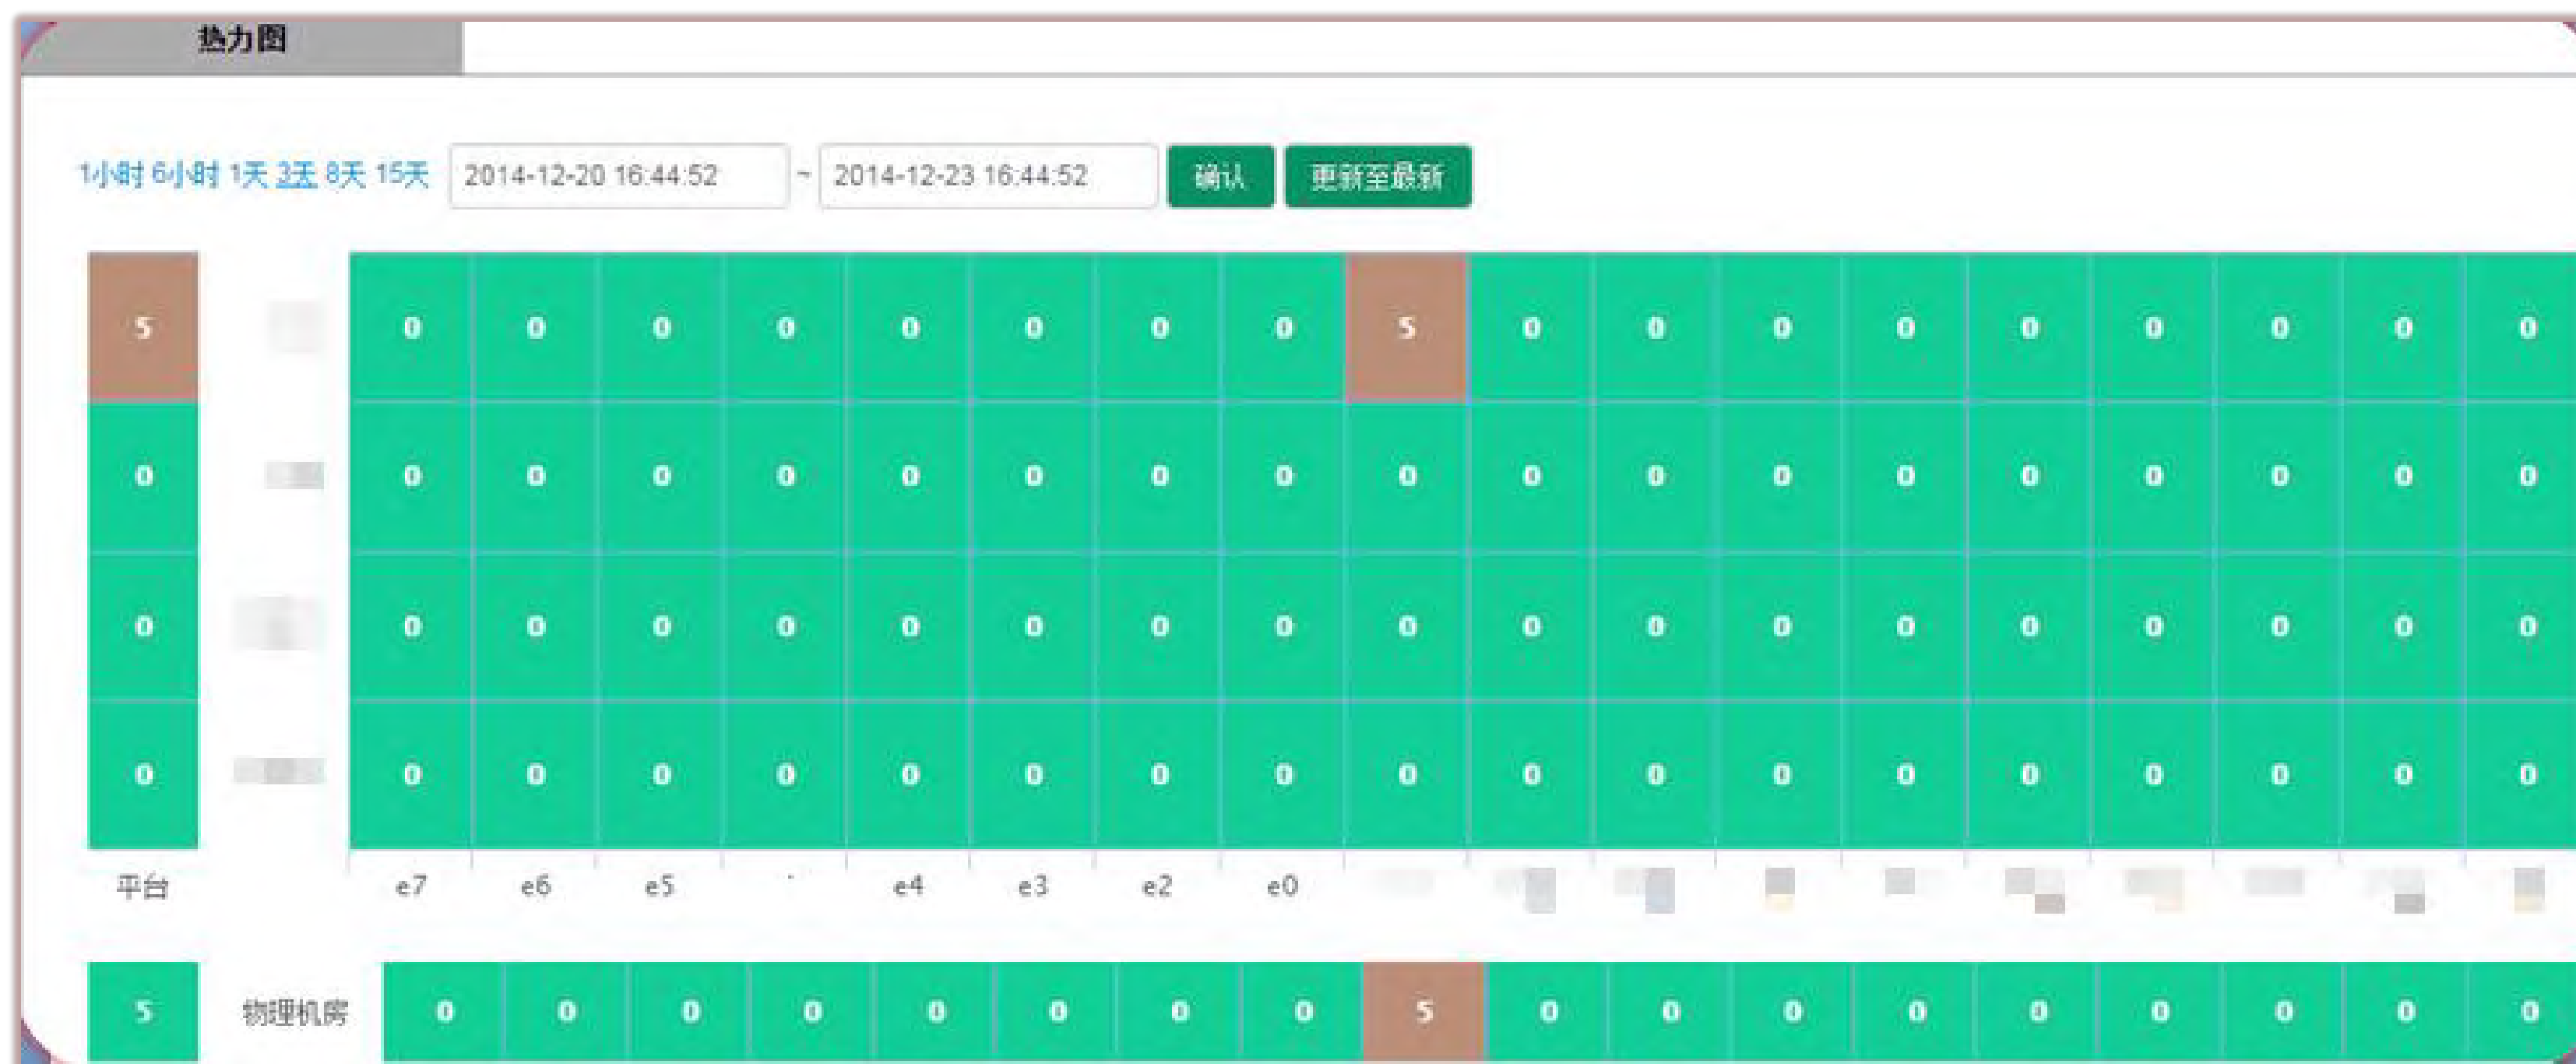 热力图
1小时 6小时 1天 3天 8天 15天 2014-12-20 16:44:52 ~ 2014-12-23 16:44:52 确认 更新至最新
5 0 0 0 0 0 0 0 0 5 0 0 0 0 0 0 0 0 0
0 0 0 0 0 0 0 0 0 0 0 0 0 0 0 0 0 0 0
0 0 0 0 0 0 0 0 0 0 0 0 0 0 0 0 0 0 0
0 0 0 0 0 0 0 0 0 0 0 0 0 0 0 0 0 0 0
平台 e7 e6 e5 e4 e3 e2 e0
5 物理机房 0 0 0 0 0 0 0 0 5 0 0 0 0 0 0 0 0 0